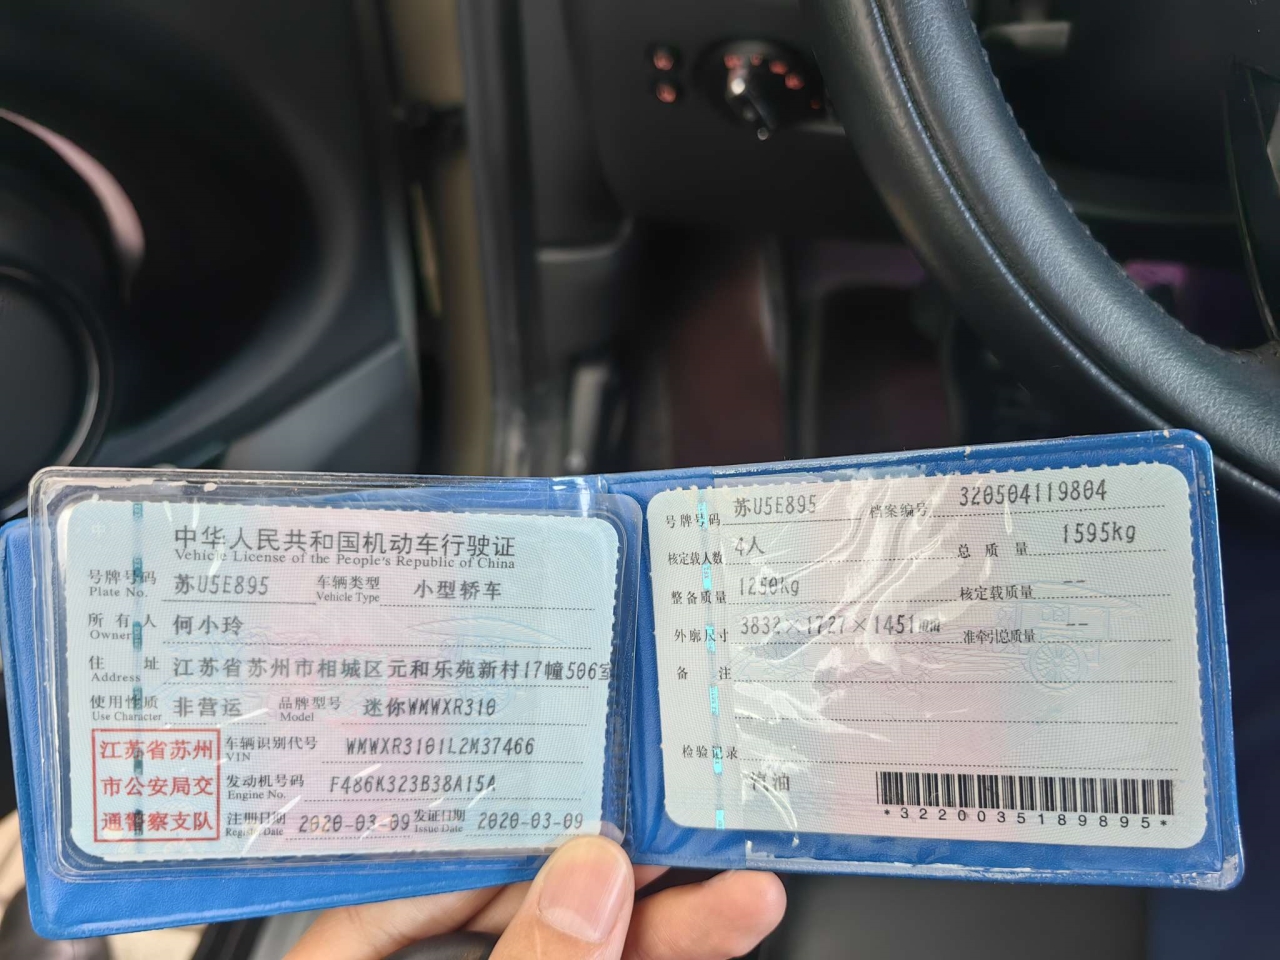 中华人民共和国机动车行驶证
Vehicle License of the People's Republic of China
号牌号码 苏U5E895 车辆类型 小型轿车
Plate No. Vehicle Type
所有人 何小玲
Owner
住址 江苏省苏州市相城区元和乐苑新村17幢506室
Address
使用性质 非营运 品牌型号 迷你WMWXR310
Use Character Model
江苏省苏州
市公安局交
通警察支队
车辆识别代号 WMWXR3101L2M37466
VIN
发动机号码 F486K323B38A15A
Engine No.
注册日期 2020-03-09 发证日期 2020-03-09
Register Date Issue Date
号牌号码 苏U5E895 档案编号 320504119804
核定载人数 4人 总质量 1595kg
整备质量 1250kg 核定载质量 --
外廓尺寸 3832×1727×1451mm 准牵引总质量 --
备注
检验记录
汽油
*3220035189895*